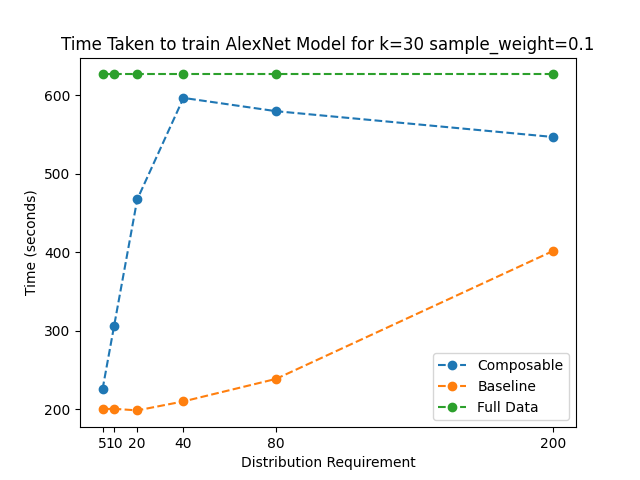 Time Taken to train AlexNet Model for k=30 sample_weight=0.1
Time (seconds)
600
500
400
300
200
5 10 20 40 80 200
Distribution Requirement
Composable
Baseline
Full Data